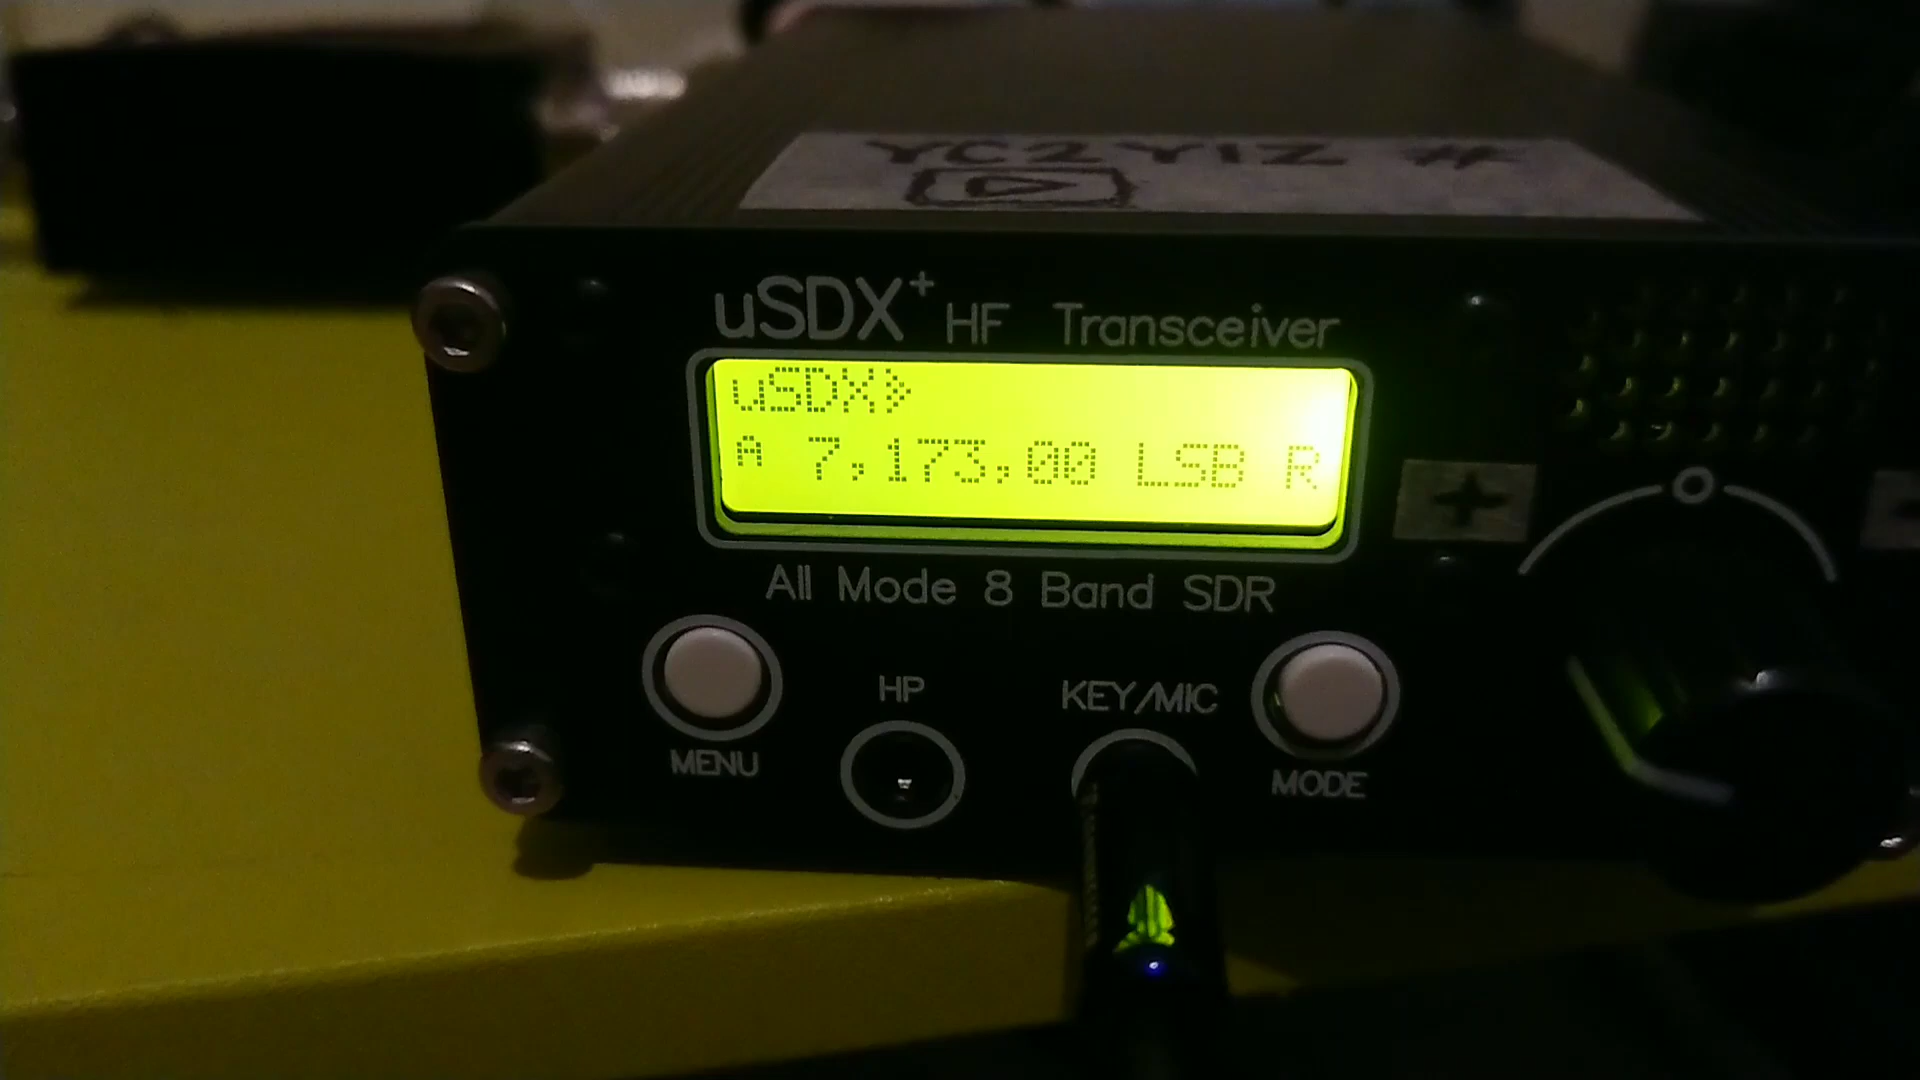 YC2YIZ #
uSDX+ HF Transceiver
uSDX>
A 7,173,00 LSB R
All Mode 8 Band SDR
HP
KEY/MIC
MENU
MODE
+
-